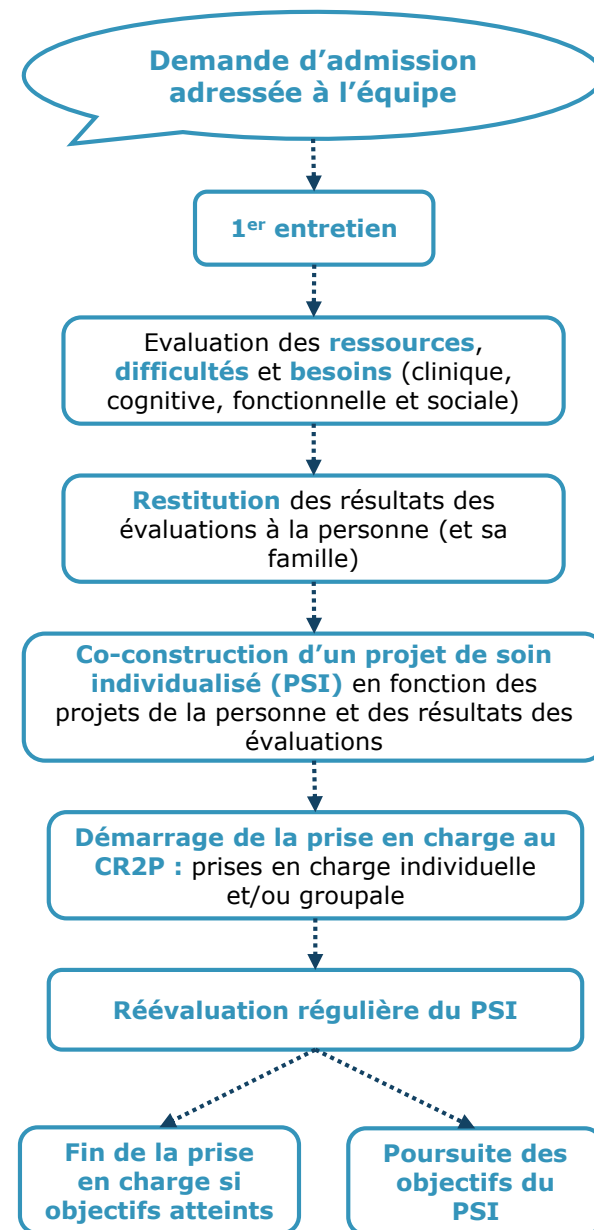 Demande d’admission
adressée à l’équipe
1er entretien
Evaluation des ressources,
difficultés et besoins (clinique,
cognitive, fonctionnelle et sociale)
Restitution des résultats des
évaluations à la personne (et sa
famille)
Co-construction d’un projet de soin
individualisé (PSI) en fonction des
projets de la personne et des résultats des
évaluations
Démarrage de la prise en charge au
CR2P : prises en charge individuelle
et/ou groupale
Réévaluation régulière du PSI
Fin de la prise
en charge si
objectifs atteints
Poursuite des
objectifs du
PSI